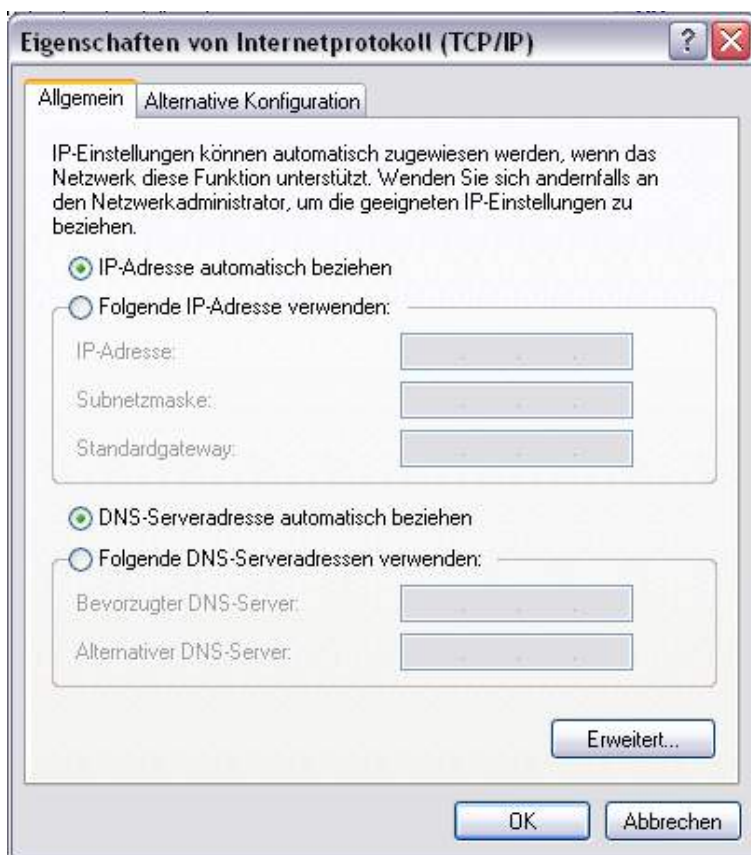 Eigenschaften von Internetprotokoll (TCP/IP)
Allgemein
Alternative Konfiguration
IP-Einstellungen können automatisch zugewiesen werden, wenn das
Netzwerk diese Funktion unterstützt. Wenden Sie sich andernfalls an
den Netzwerkadministrator, um die geeigneten IP-Einstellungen zu
beziehen.
IP-Adresse automatisch beziehen
Folgende IP-Adresse verwenden:
IP-Adresse:
Subnetzmaske:
Standardgateway:
DNS-Serveradresse automatisch beziehen
Folgende DNS-Serveradressen verwenden:
Bevorzugter DNS-Server:
Alternativer DNS-Server:
Erweitert...
OK
Abbrechen